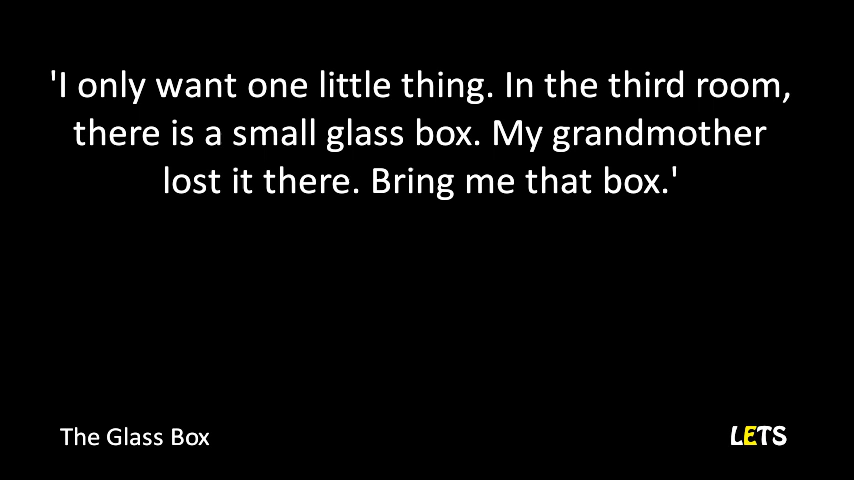 'I only want one little thing. In the third room,
there is a small glass box. My grandmother
lost it there. Bring me that box.'
The Glass Box
LETS